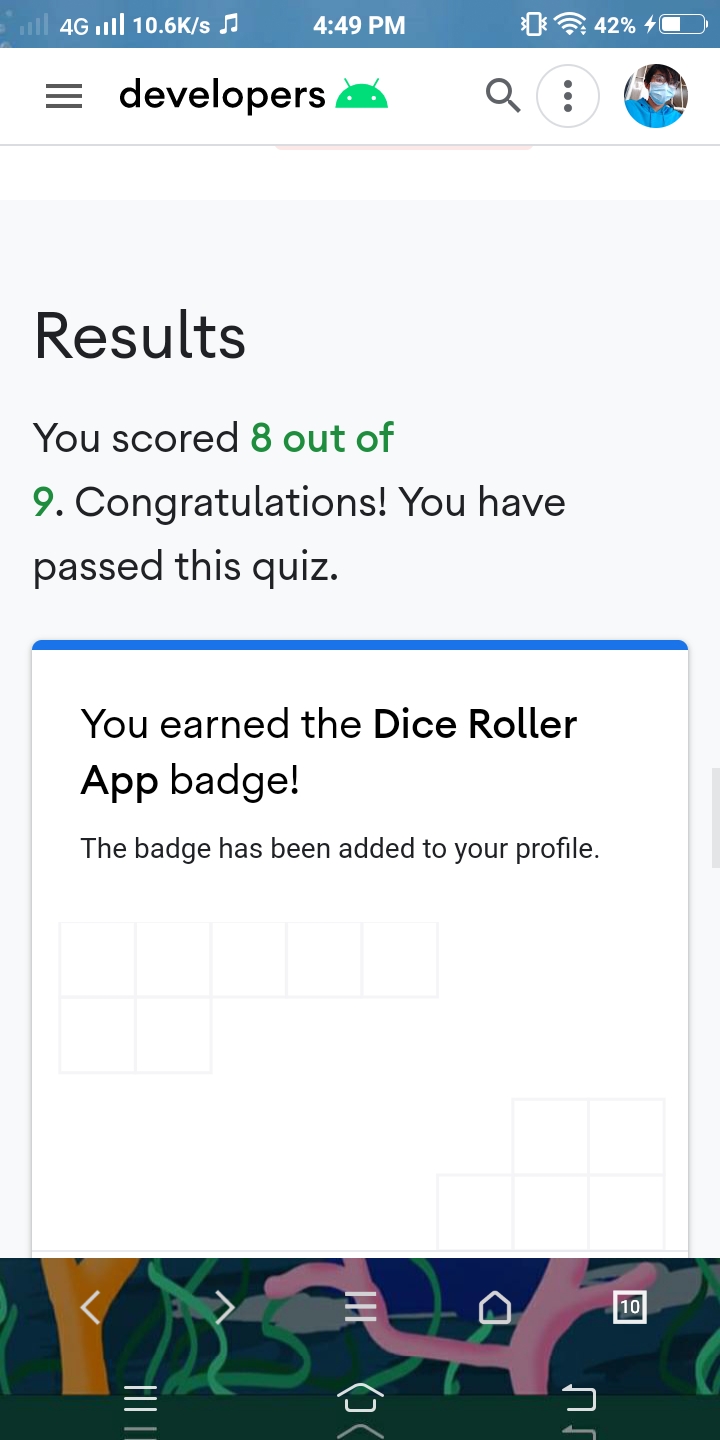 4G 10.6K/s 4:49 PM 42%
developers
Results
You scored 8 out of
9. Congratulations! You have
passed this quiz.
You earned the Dice Roller
App badge!
The badge has been added to your profile.
10